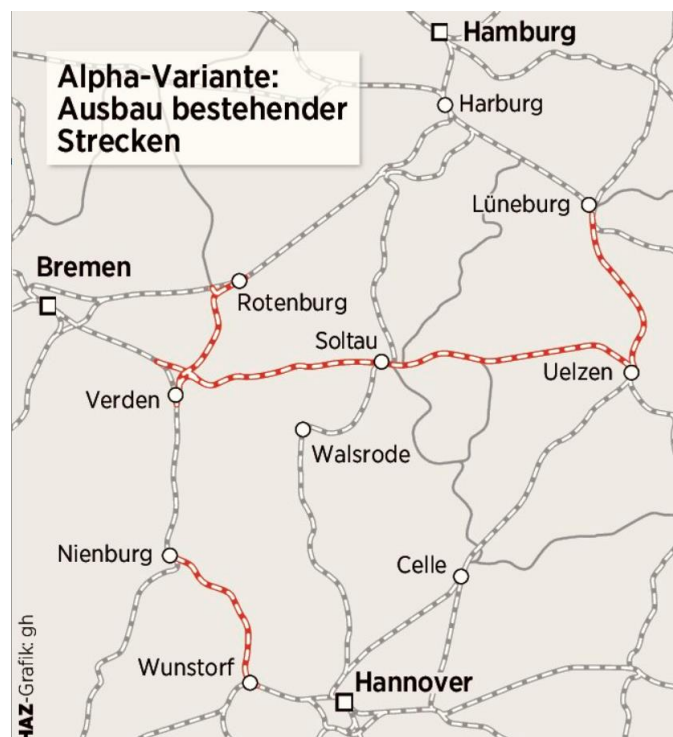 Alpha-Variante:
Ausbau bestehender
Strecken
Hamburg
Harburg
Lüneburg
Bremen
Rotenburg
Soltau
Uelzen
Verden
Walsrode
Nienburg
Celle
Wunstorf
Hannover
HAZ-Grafik: gh